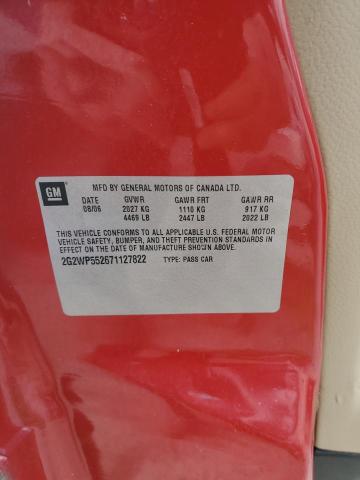 GM
MFD BY GENERAL MOTORS OF CANADA LTD.
DATE GVWR GAWR FRT GAWR RR
08/06 2027 KG 1110 KG 917 KG
4469 LB 2447 LB 2022 LB
THIS VEHICLE CONFORMS TO ALL APPLICABLE U.S. FEDERAL MOTOR
VEHICLE SAFETY, BUMPER, AND THEFT PREVENTION STANDARDS IN
EFFECT ON THE DATE OF MANUFACTURE SHOWN ABOVE.
2G2WP552671127822 TYPE: PASS CAR